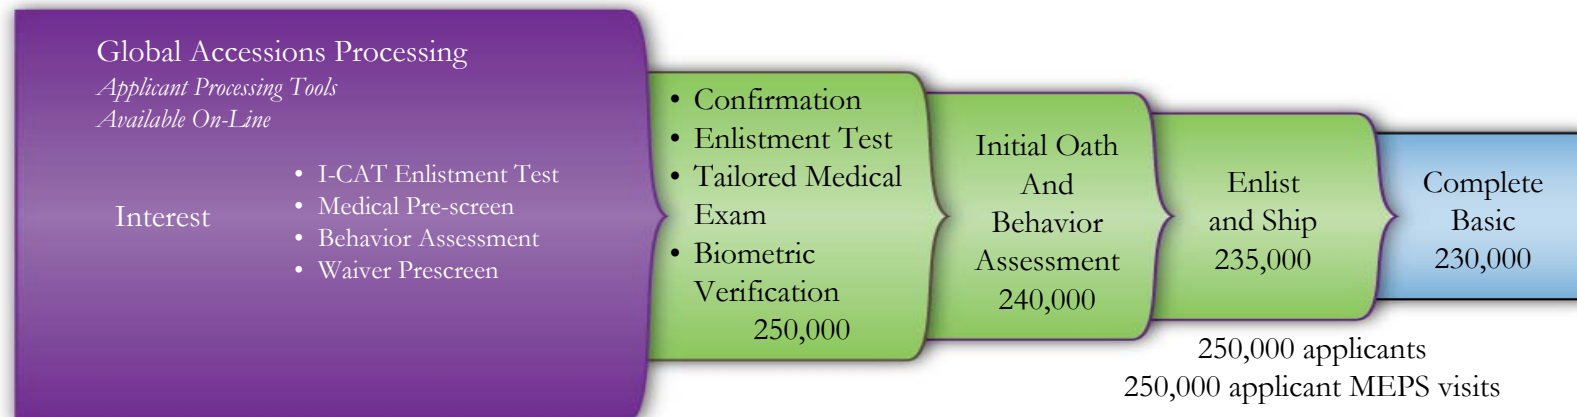 Global Accessions Processing
Applicant Processing Tools
Available On-Line
Interest
• I-CAT Enlistment Test
• Medical Pre-screen
• Behavior Assessment
• Waiver Prescreen
• Confirmation
• Enlistment Test
• Tailored Medical
Exam
• Biometric
Verification
250,000
Initial Oath
And
Behavior
Assessment
240,000
Enlist
and Ship
235,000
Complete
Basic
230,000
250,000 applicants
250,000 applicant MEPS visits